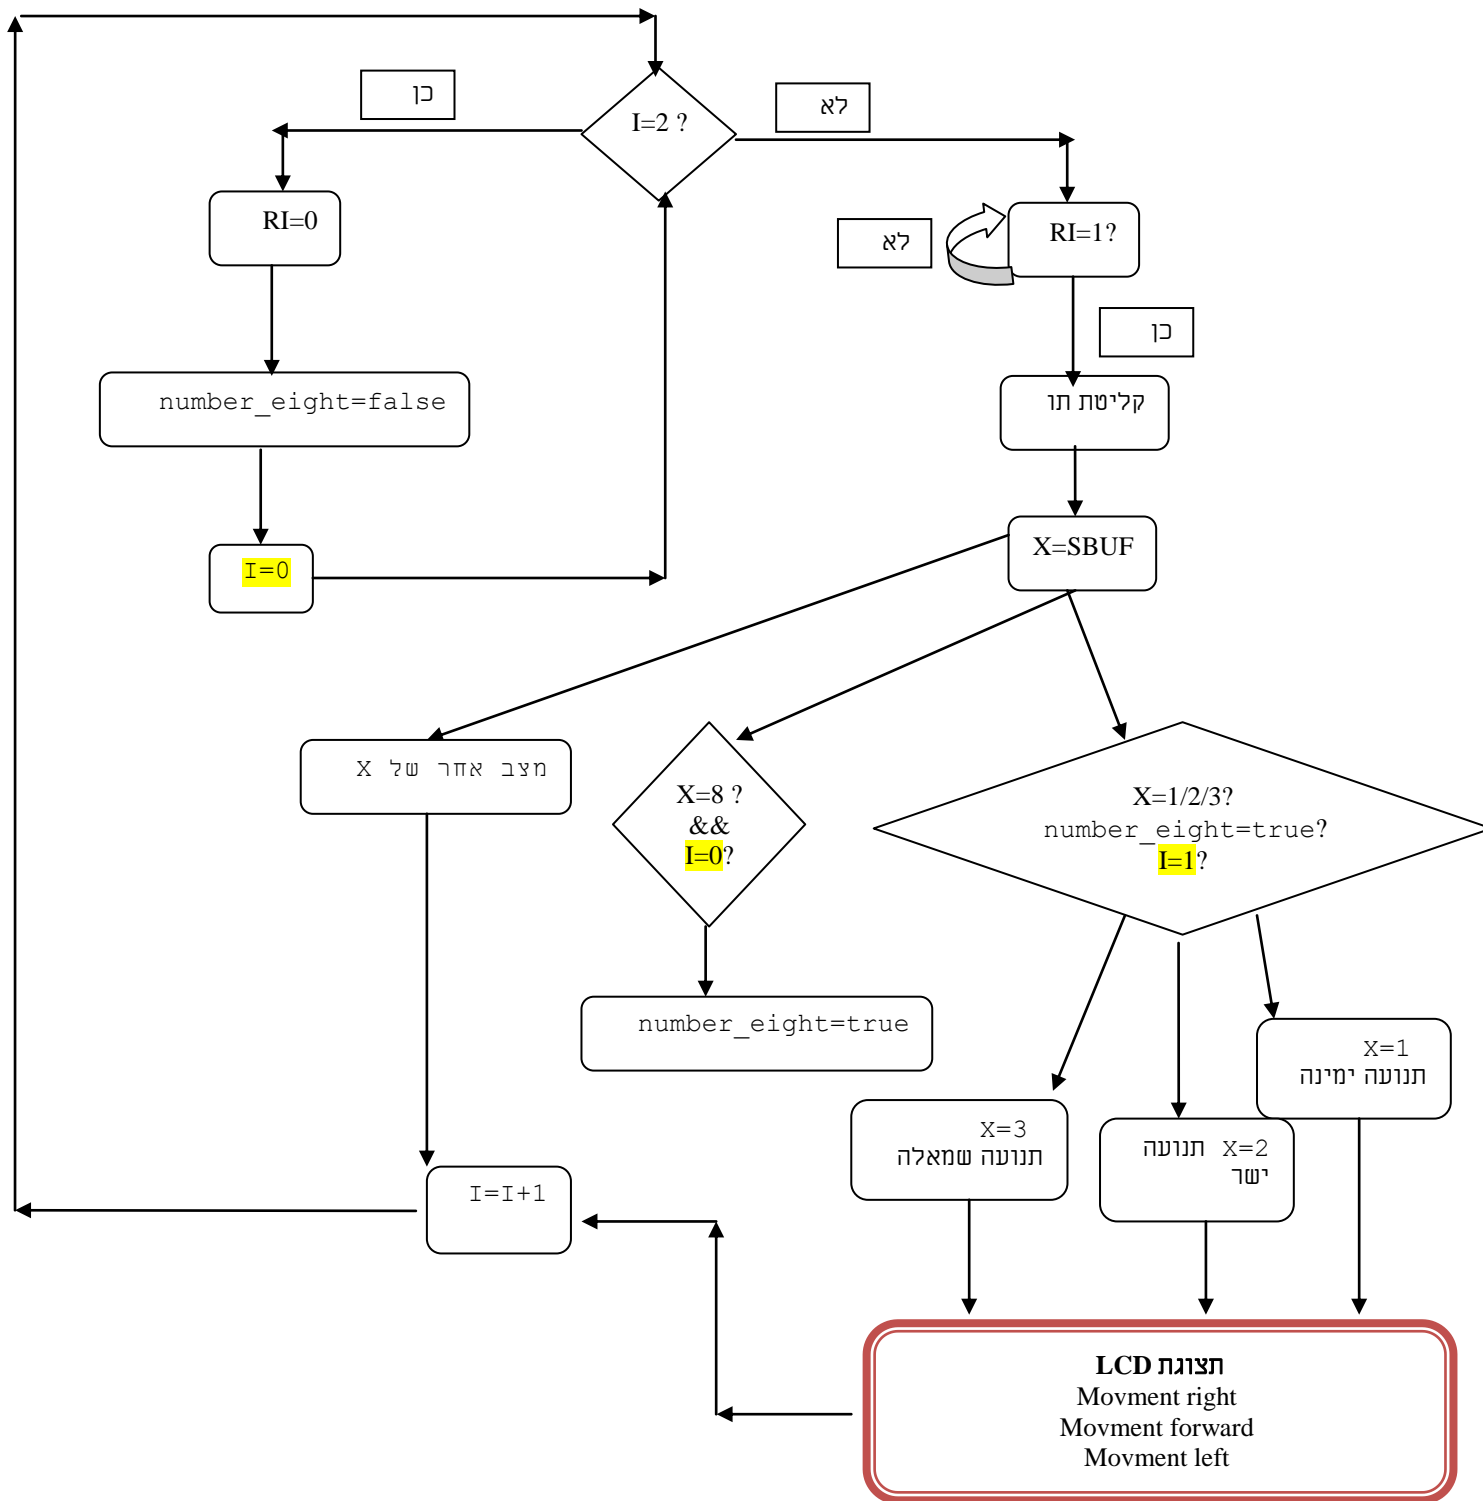 I=2 ?
כן
לא
RI=0
RI=1?
לא
כן
number_eight=false
קליטת תו
I=0
X=SBUF
מצב אחר של X
X=8 ?
&&
I=0?
X=1/2/3?
number_eight=true?
I=1?
number_eight=true
X=1
תנועה ימינה
X=3
תנועה שמאלה
X=2 תנועה
ישר
I=I+1
תצוגת LCD
Movment right
Movment forward
Movment left